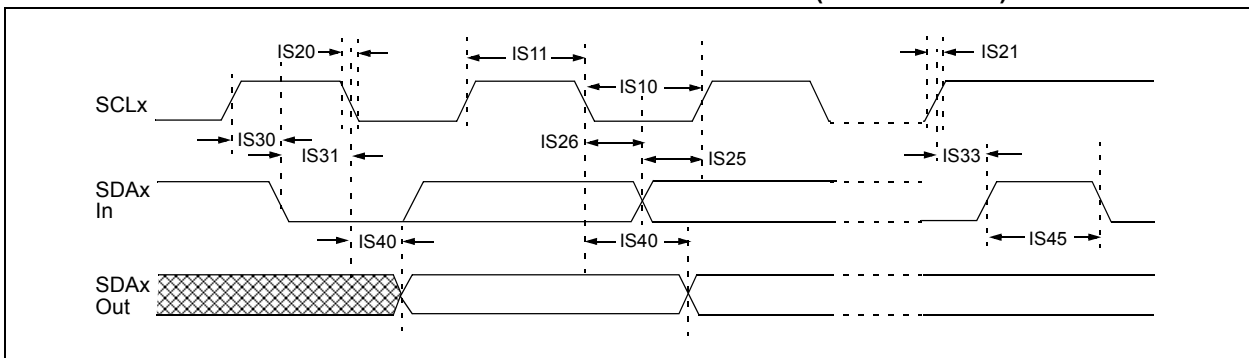 IS20
IS11
IS21
IS10
SCLx
IS30
IS31
IS26
IS25
IS33
SDAx
In
IS40
IS40
IS45
SDAx
Out